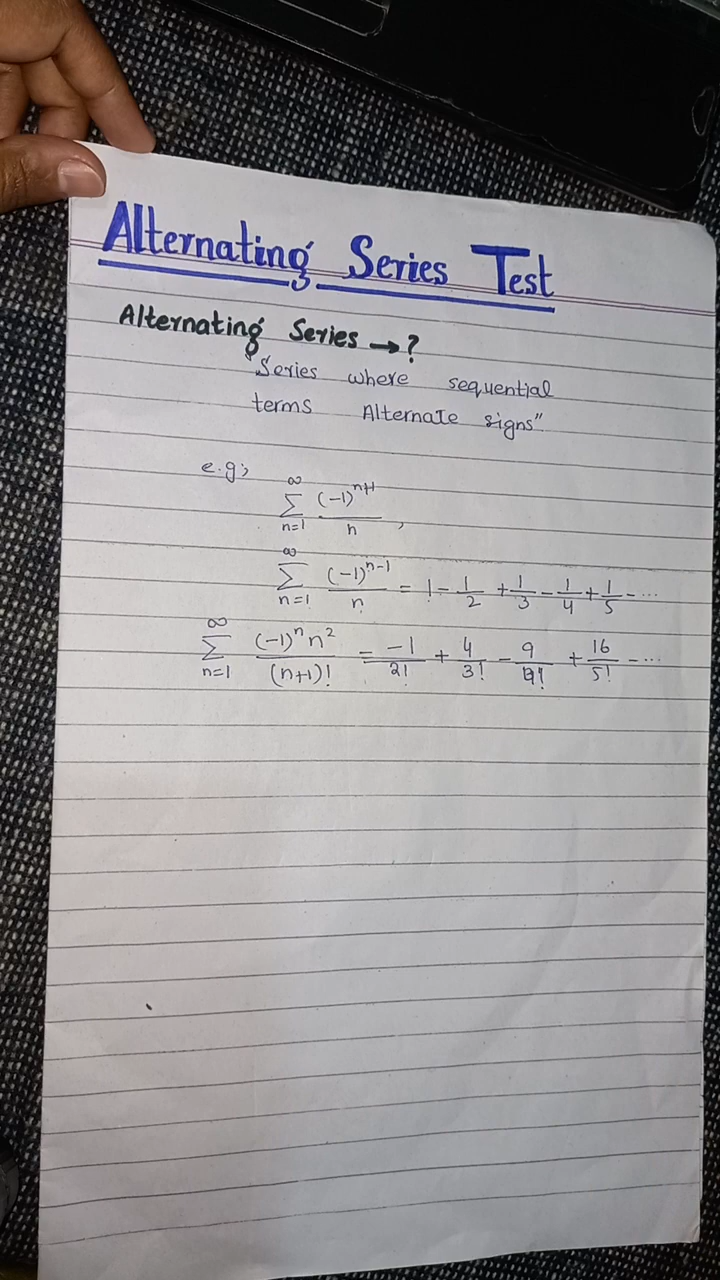 Alternating Series Test
Alternating Series →?
"Series where sequential
terms Alternate signs"
e.g;
∞ ∑ n=1 (-1)^(n+1) / n ,
∞ ∑ n=1 (-1)^(n-1) / n = 1 - 1/2 + 1/3 - 1/4 + 1/5 - ...
∞ ∑ n=1 (-1)^n n^2 / (n+1)! = -1/2! + 4/3! - 9/4! + 16/5! - ...